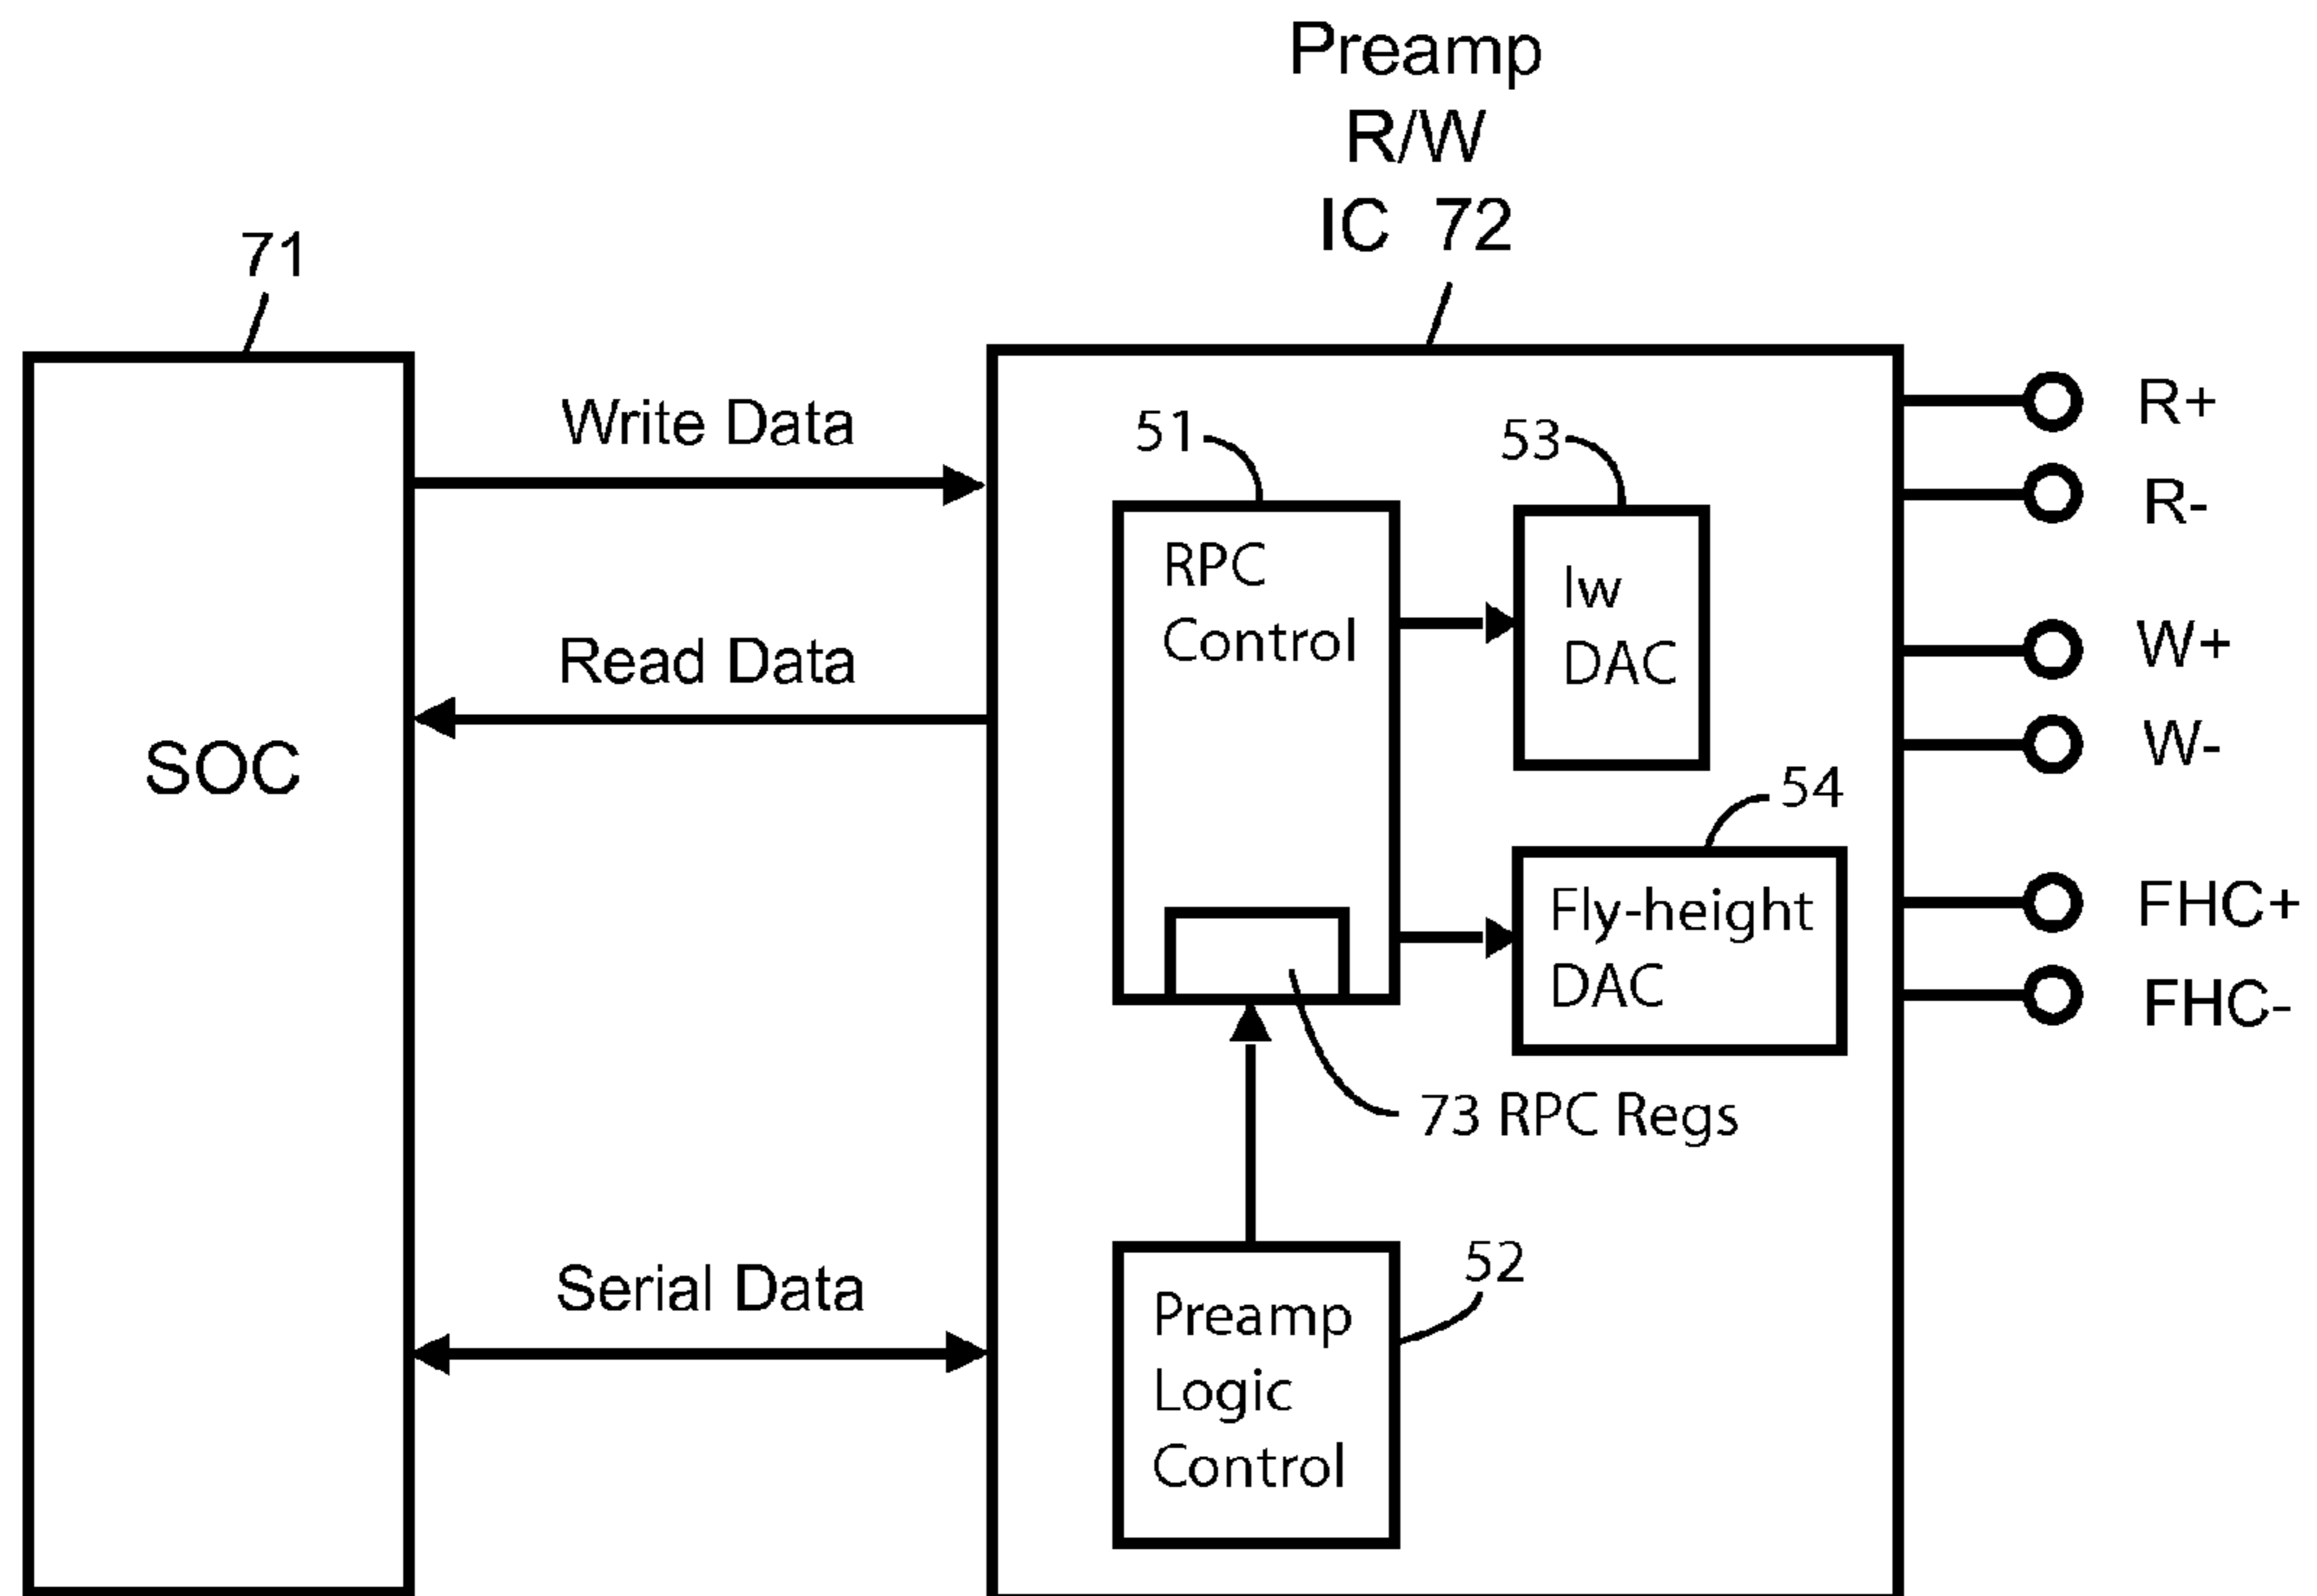 Preamp
R/W
IC 72
71
SOC
Write Data
Read Data
Serial Data
51
RPC
Control
53
Iw
DAC
54
Fly-height
DAC
73 RPC Regs
52
Preamp
Logic
Control
R+
R-
W+
W-
FHC+
FHC-